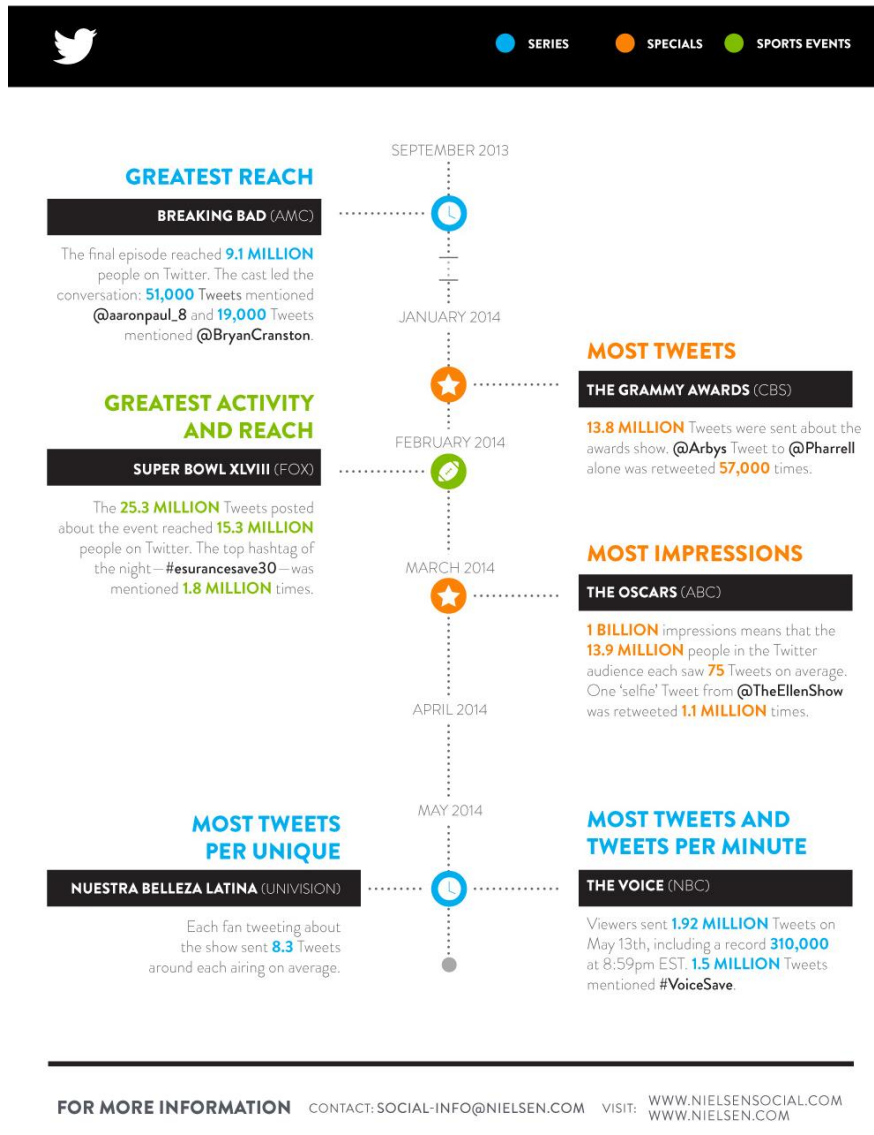 SERIES
SPECIALS
SPORTS EVENTS
SEPTEMBER 2013
GREATEST REACH
BREAKING BAD (AMC)
The final episode reached 9.1 MILLION
people on Twitter. The cast led the
conversation: 51,000 Tweets mentioned
@aaronpaul_8 and 19,000 Tweets
mentioned @BryanCranston.
JANUARY 2014
MOST TWEETS
THE GRAMMY AWARDS (CBS)
13.8 MILLION Tweets were sent about the
awards show. @Arbys Tweet to @Pharrell
alone was retweeted 57,000 times.
GREATEST ACTIVITY
AND REACH
FEBRUARY 2014
SUPER BOWL XLVIII (FOX)
The 25.3 MILLION Tweets posted
about the event reached 15.3 MILLION
people on Twitter. The top hashtag of
the night—#esurancesave30—was
mentioned 1.8 MILLION times.
MARCH 2014
MOST IMPRESSIONS
THE OSCARS (ABC)
1 BILLION impressions means that the
13.9 MILLION people in the Twitter
audience each saw 75 Tweets on average.
One ‘selfie’ Tweet from @TheEllenShow
was retweeted 1.1 MILLION times.
APRIL 2014
MAY 2014
MOST TWEETS
PER UNIQUE
NUESTRA BELLEZA LATINA (UNIVISION)
Each fan tweeting about
the show sent 8.3 Tweets
around each airing on average.
MOST TWEETS AND
TWEETS PER MINUTE
THE VOICE (NBC)
Viewers sent 1.92 MILLION Tweets on
May 13th, including a record 310,000
at 8:59pm EST. 1.5 MILLION Tweets
mentioned #VoiceSave.
FOR MORE INFORMATION CONTACT: SOCIAL-INFO@NIELSEN.COM VISIT: WWW.NIELSENSOCIAL.COM
WWW.NIELSEN.COM